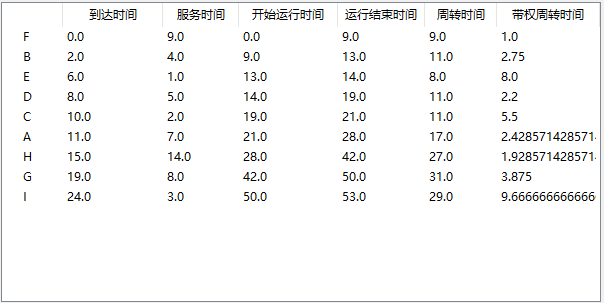 到达时间 服务时间 开始运行时间 运行结束时间 周转时间 带权周转时间
F 0.0 9.0 0.0 9.0 9.0 1.0
B 2.0 4.0 9.0 13.0 11.0 2.75
E 6.0 1.0 13.0 14.0 8.0 8.0
D 8.0 5.0 14.0 19.0 11.0 2.2
C 10.0 2.0 19.0 21.0 11.0 5.5
A 11.0 7.0 21.0 28.0 17.0 2.428571428571
H 15.0 14.0 28.0 42.0 27.0 1.928571428571
G 19.0 8.0 42.0 50.0 31.0 3.875
I 24.0 3.0 50.0 53.0 29.0 9.666666666666